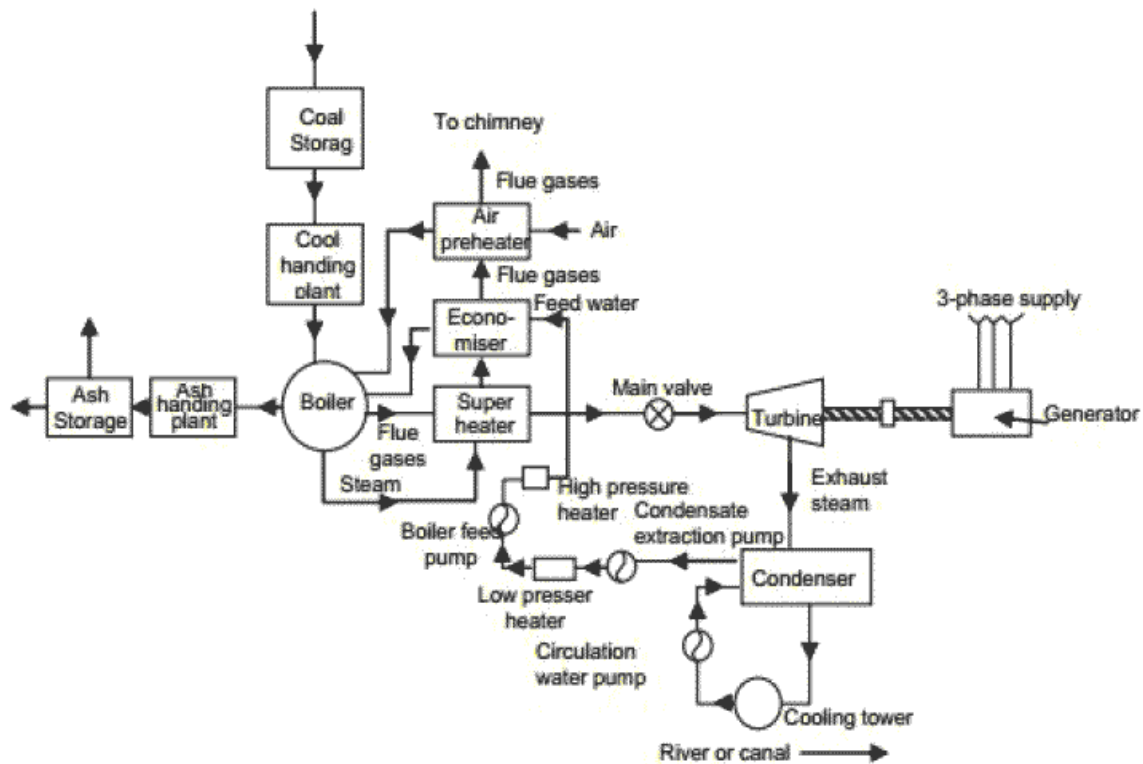 Coal
Storag
To chimney
Flue gases
Air
preheater
Air
Cool
handing
plant
Flue gases
Feed water
Econo-
miser
3-phase supply
Ash
Storage
Ash
handing
plant
Boiler
Super
heater
Main valve
Turbine
Generator
Flue
gases
Steam
Exhaust
steam
High pressure
heater
Boiler feed
pump
Condensate
extraction pump
Condenser
Low presser
heater
Circulation
water pump
Cooling tower
River or canal